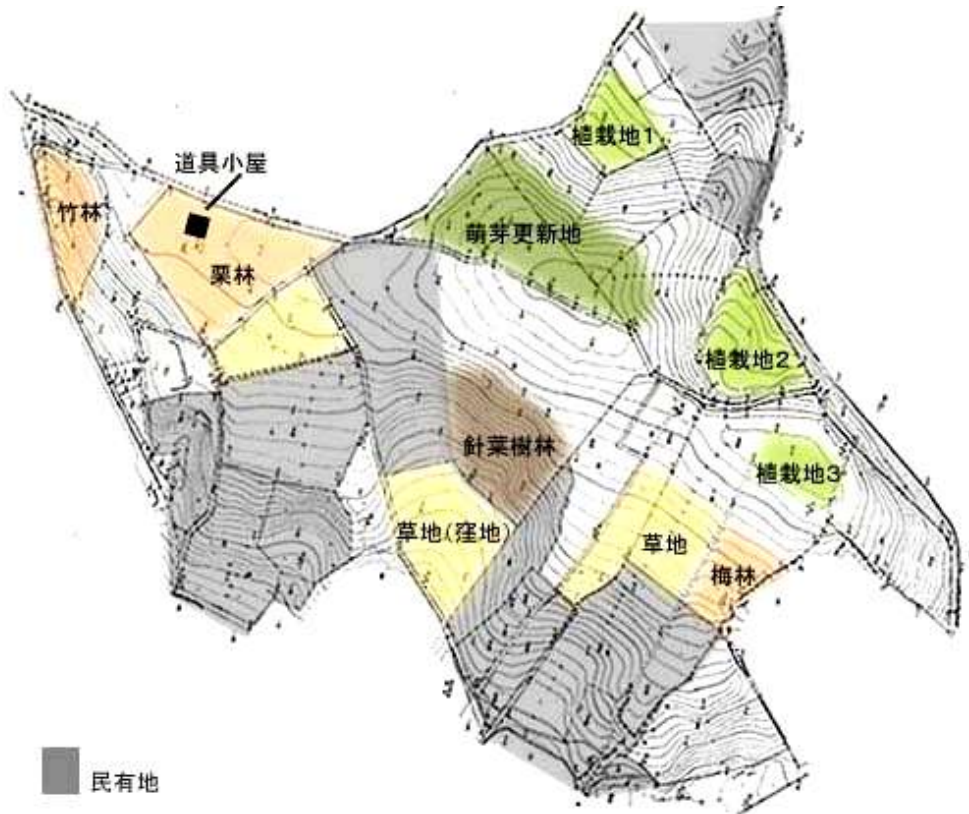 植栽地1
道具小屋
竹林
萌芽更新地
栗林
植栽地2
針葉樹林
植栽地3
草地(窪地)
草地
梅林
民有地